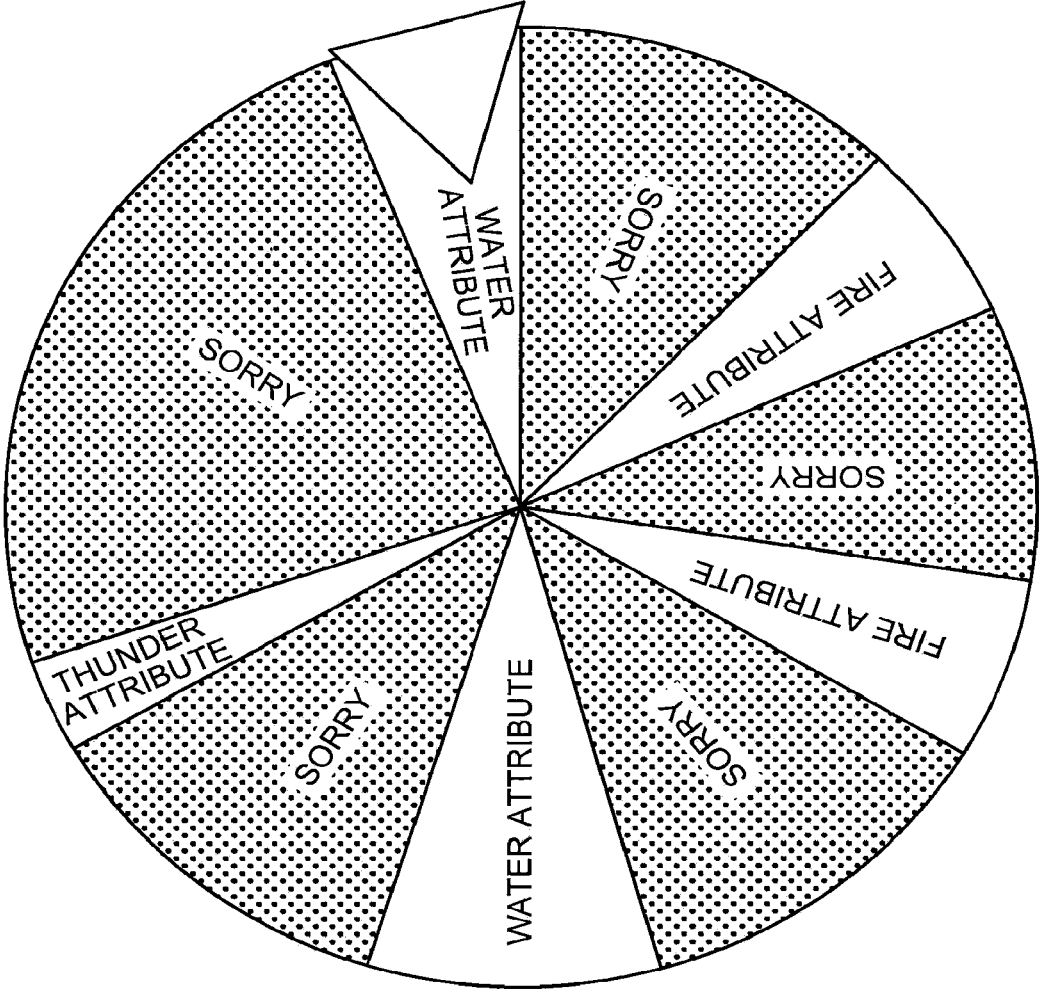 WATER
ATTRIBUTE
SORRY
FIRE ATTRIBUTE
SORRY
FIRE ATTRIBUTE
SORRY
WATER ATTRIBUTE
SORRY
THUNDER
ATTRIBUTE
SORRY